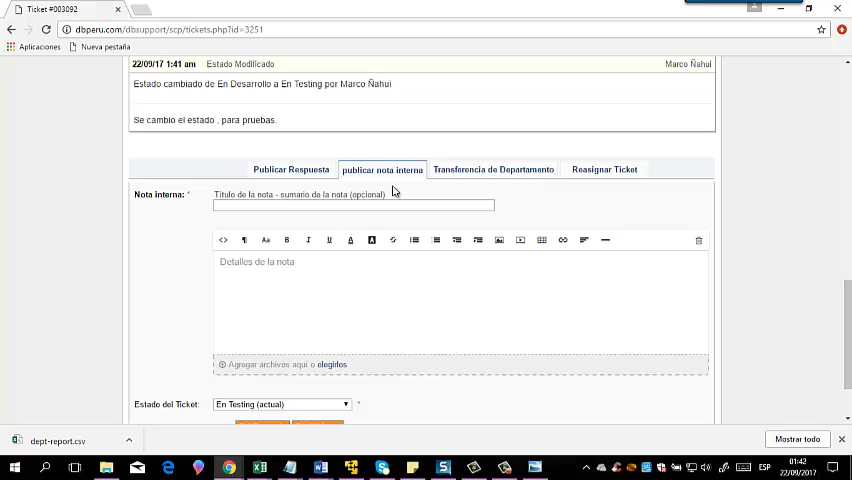 Ticket #003092
dbperu.com/dbsupport/scp/tickets.php?id=3251
Aplicaciones Nueva pestaña
22/09/17 1:41 am Estado Modificado Marco Ñahui
Estado cambiado de En Desarrollo a En Testing por Marco Ñahui
Se cambio el estado , para pruebas.
Publicar Respuesta publicar nota interna Transferencia de Departamento Reasignar Ticket
Nota interna: * Título de la nota - sumario de la nota (opcional)
Detalles de la nota
Agregar archivos aquí o elegirlos
Estado del Ticket: En Testing (actual) *
dept-report.csv Mostrar todo
ESP 01:42
22/09/2017